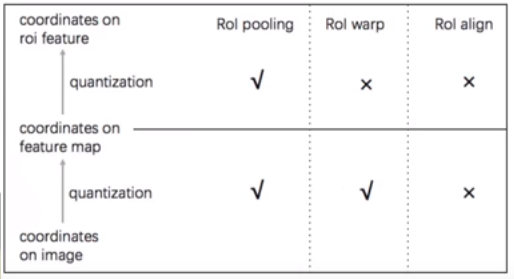 coordinates on
roi feature
RoI pooling RoI warp RoI align
quantization √ × ×
coordinates on
feature map
quantization √ √ ×
coordinates
on image